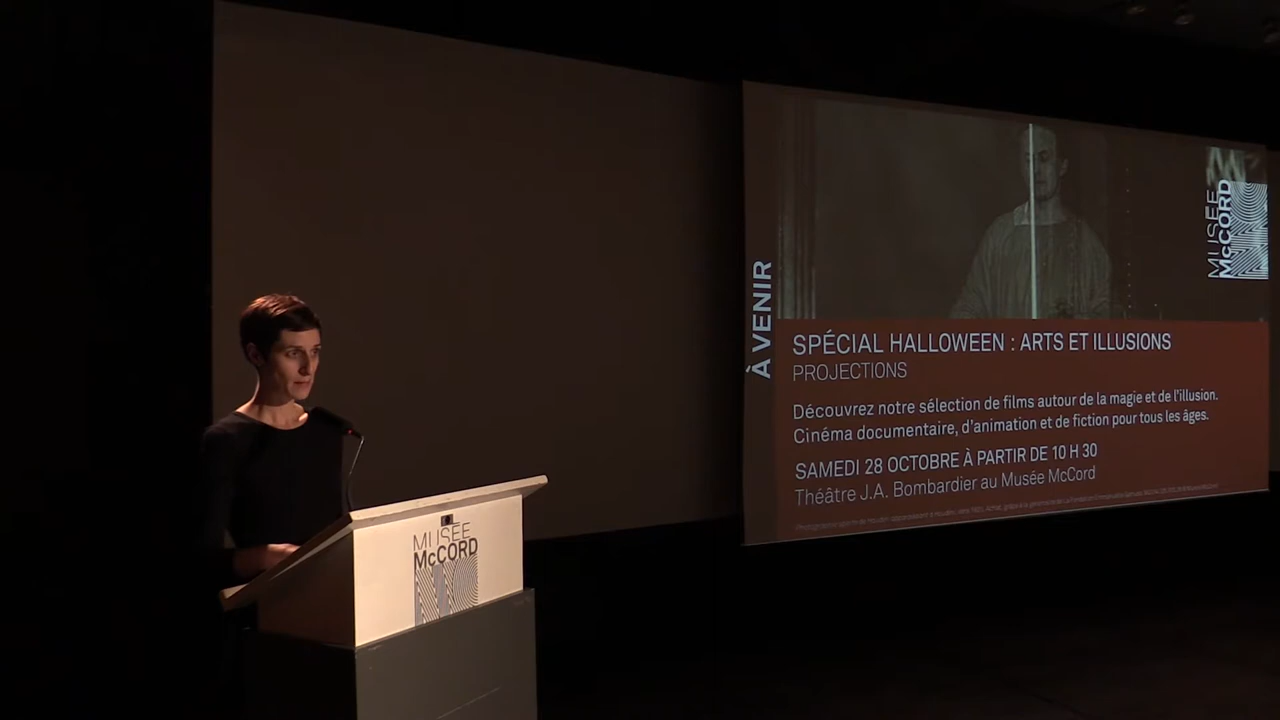 MUSÉE
McCORD
À VENIR
MUSÉE
McCORD
SPÉCIAL HALLOWEEN : ARTS ET ILLUSIONS
PROJECTIONS
Découvrez notre sélection de films autour de la magie et de l'illusion.
Cinéma documentaire, d'animation et de fiction pour tous les âges.
SAMEDI 28 OCTOBRE À PARTIR DE 10 H 30
Théâtre J.A. Bombardier au Musée McCord